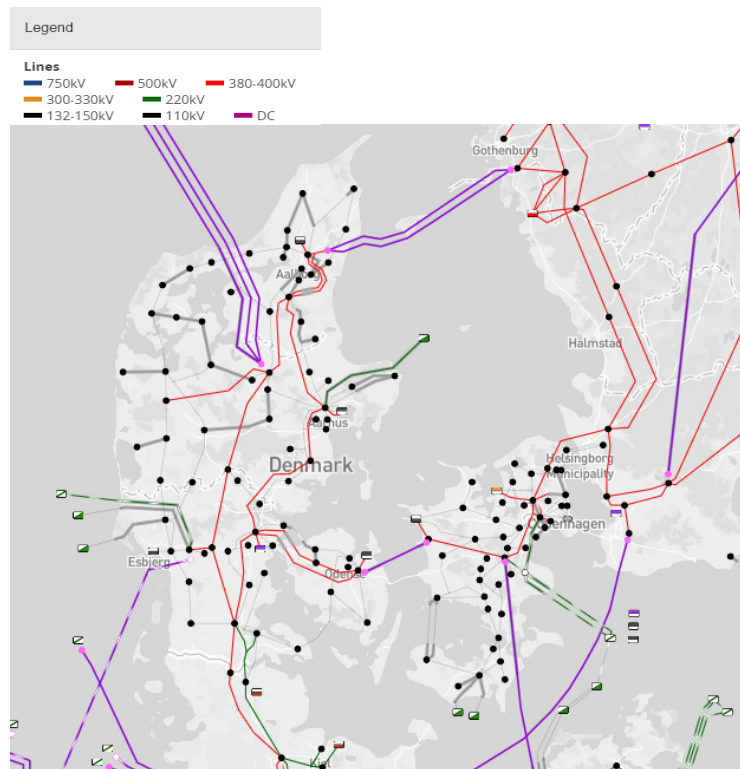 Legend
Lines
750kV 500kV 380-400kV
300-330kV 220kV
132-150kV 110kV DC
Gothenburg
Aalborg
Halmstad
Aarhus
Denmark
Helsingborg
Municipality
Copenhagen
Esbjerg
Odense